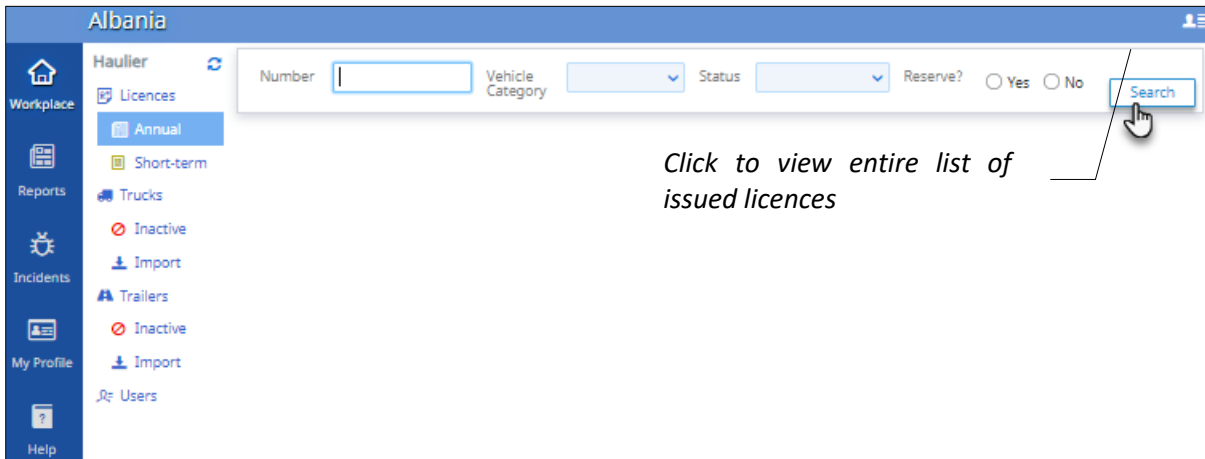 Albania
Workplace
Reports
Incidents
My Profile
Help
Haulier
Licences
Annual
Short-term
Trucks
Inactive
Import
Trailers
Inactive
Import
Users
Number
Vehicle
Category
Status
Reserve?
Yes
No
Search
Click to view entire list of
issued licences